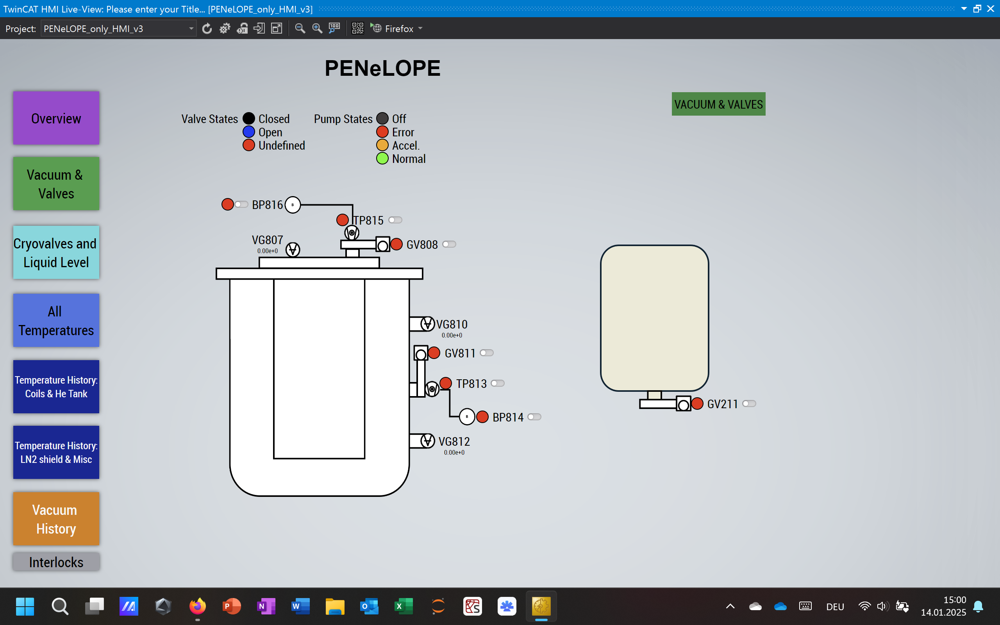 TwinCAT HMI Live-View: Please enter your Title... [PENeLOPE_only_HMI_v3]
Project: PENeLOPE_only_HMI_v3
100
Firefox
PENeLOPE
Overview
Vacuum &
Valves
Cryovalves and
Liquid Level
All
Temperatures
Temperature History:
Coils & He Tank
Temperature History:
LN2 shield & Misc
Vacuum
History
Interlocks
VACUUM & VALVES
Valve States
Closed
Open
Undefined
Pump States
Off
Error
Accel.
Normal
BP816
B
TP815
VG807
0.00e+0
GV808
VG810
0.00e+0
GV811
TP813
B
BP814
VG812
0.00e+0
GV211
P
N
W
O
X
S
DEU
15:00
14.01.2025